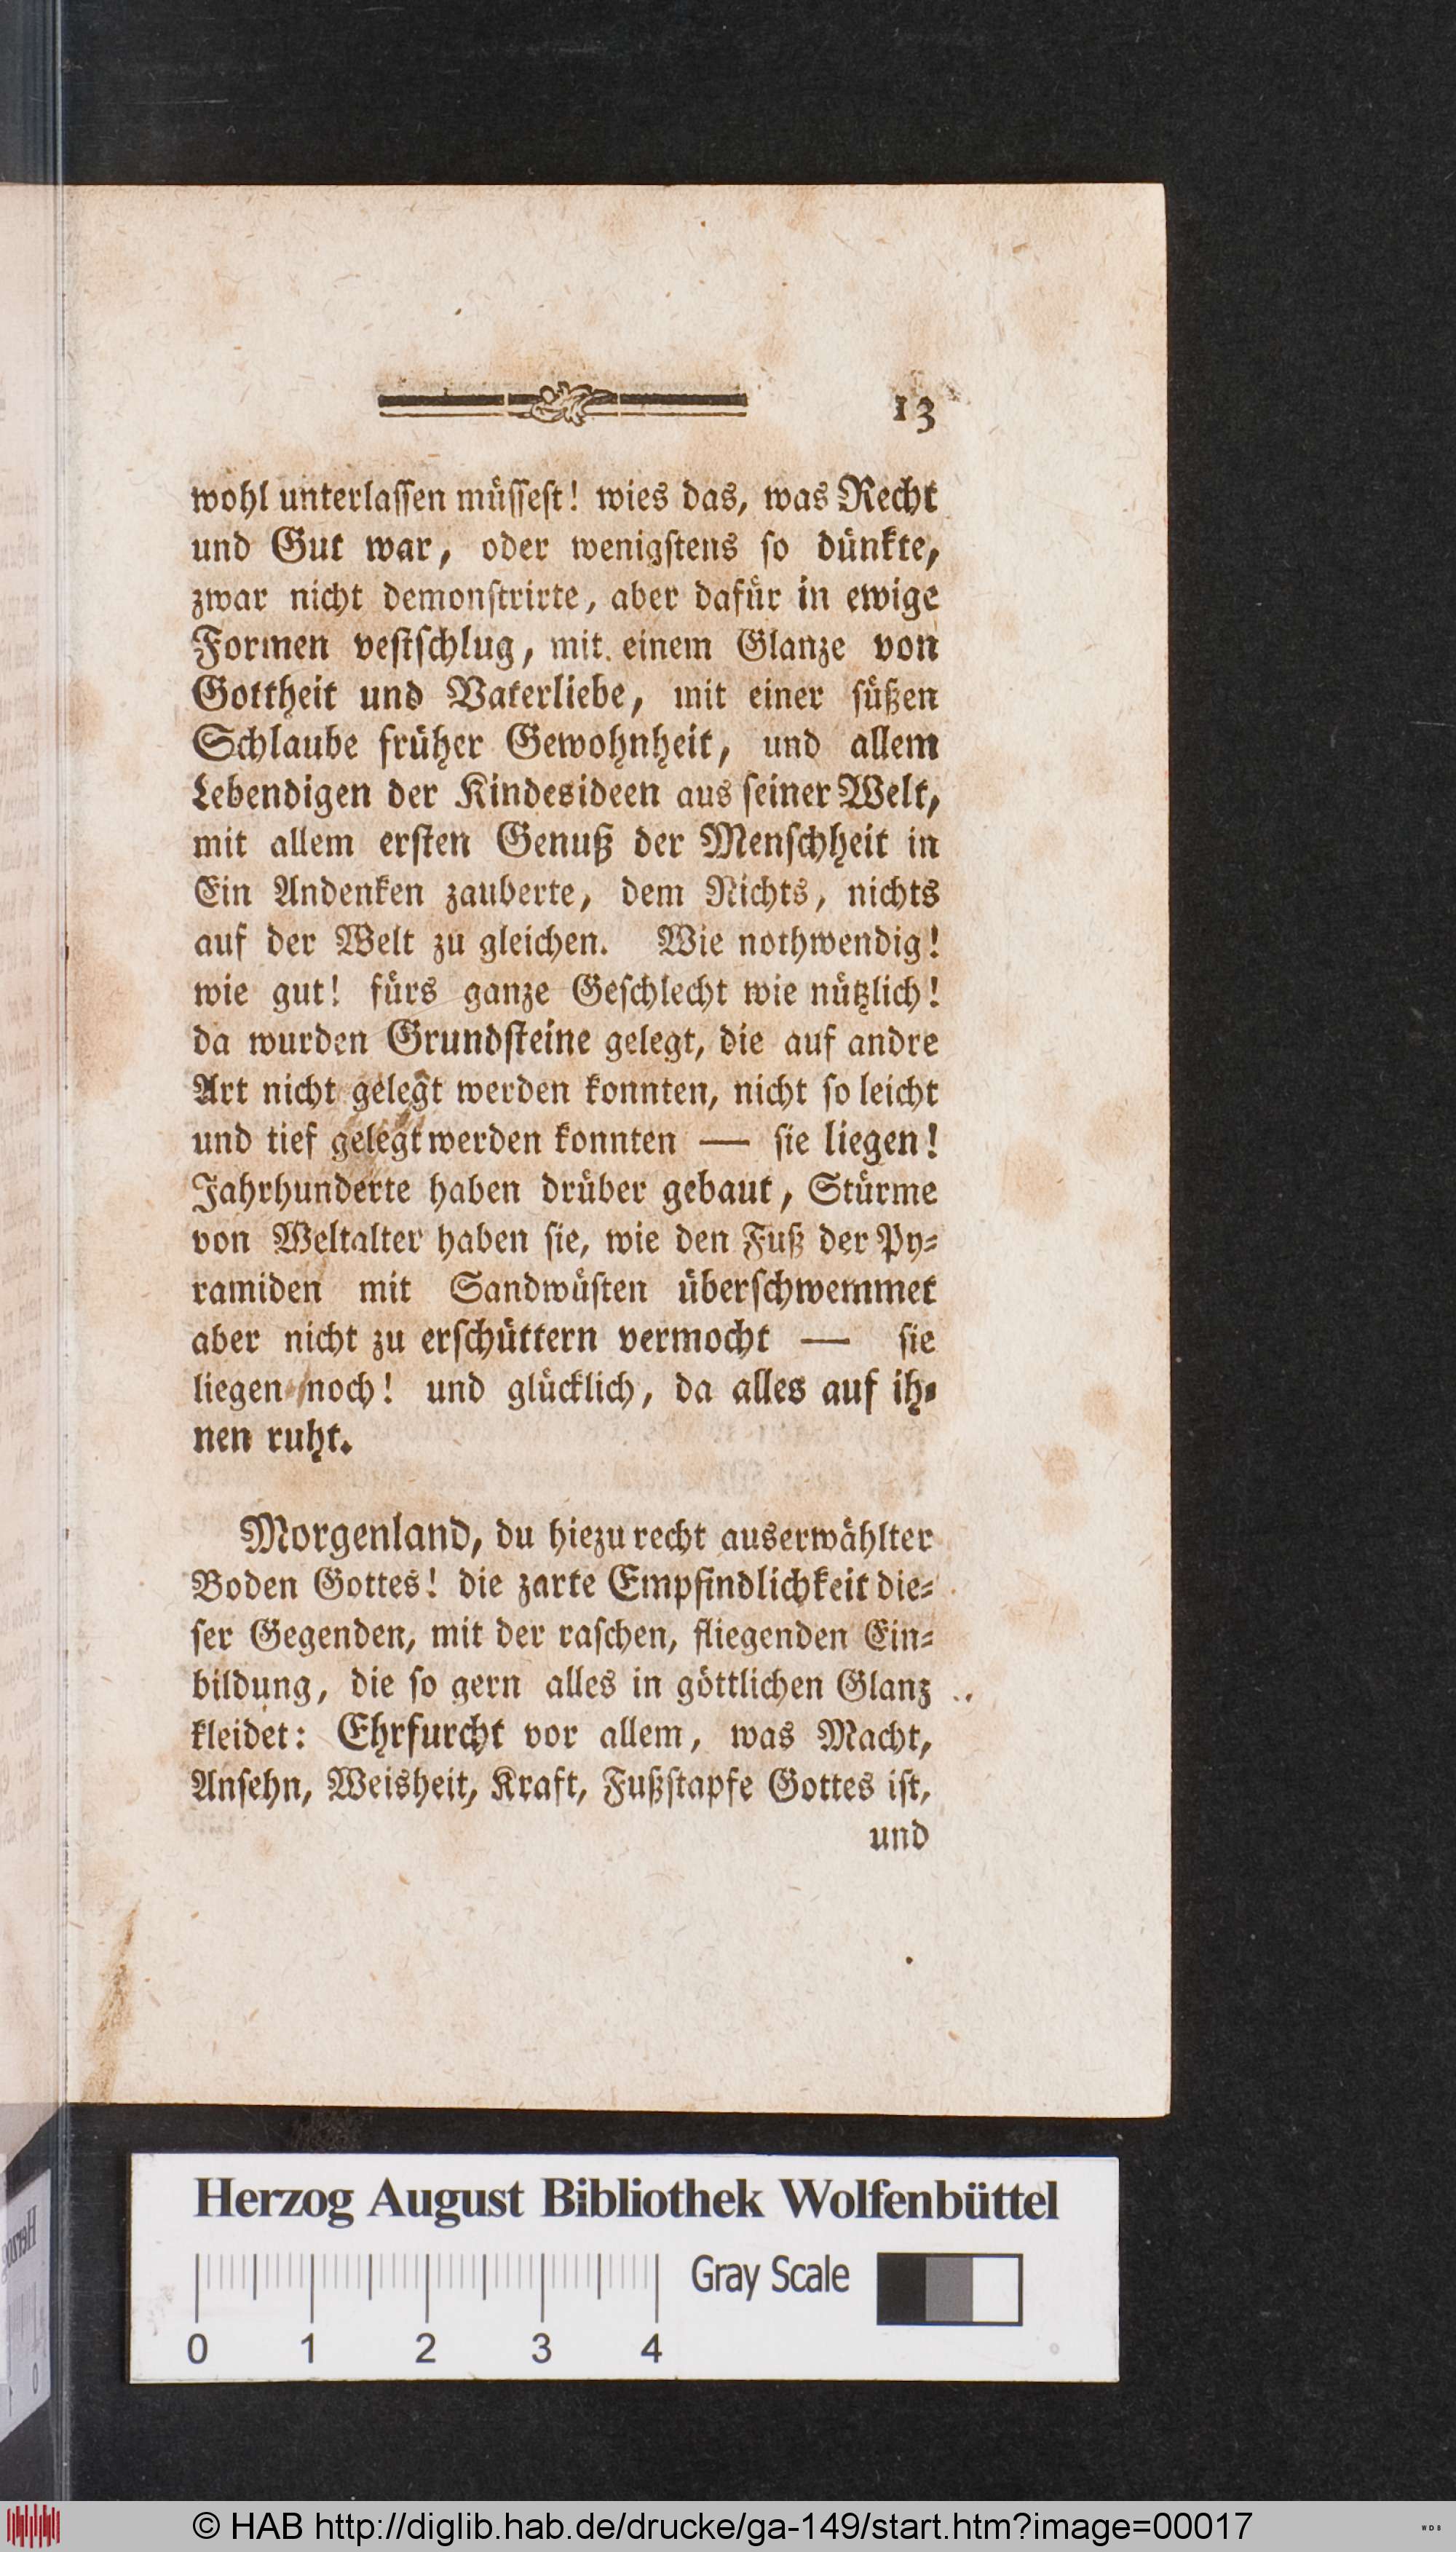 13
wohl unterlaſſen müſſeſt! wies das, was Recht
und Gut war, oder wenigſtens ſo dünkte,
zwar nicht demonſtrirte, aber dafür in ewige
Formen veſtſchlug, mit einem Glanze von
Gottheit und Vaterliebe, mit einer ſüßen
Schlaube früher Gewohnheit, und allem
Lebendigen der Kindesideen aus ſeiner Welt,
mit allem erſten Genuß der Menſchheit in
Ein Andenken zauberte, dem Nichts, nichts
auf der Welt zu gleichen. Wie nothwendig!
wie gut! fürs ganze Geſchlecht wie nützlich!
da wurden Grundſteine gelegt, die auf andre
Art nicht gelegt werden konnten, nicht ſo leicht
und tief gelegt werden konnten — ſie liegen!
Jahrhunderte haben drüber gebaut, Stürme
von Weltalter haben ſie, wie den Fuß der Py-
ramiden mit Sandwüſten überſchwemmet
aber nicht zu erſchüttern vermocht — ſie
liegen noch! und glücklich, da alles auf ih-
nen ruht.
Morgenland, du hiezu recht auserwählter
Boden Gottes! die zarte Empfindlichkeit die-
ſer Gegenden, mit der raſchen, fliegenden Ein-
bildung, die ſo gern alles in göttlichen Glanz
kleidet: Ehrfurcht vor allem, was Macht,
Anſehn, Weisheit, Kraft, Fußſtapfe Gottes iſt,
und
Herzog August Bibliothek Wolfenbüttel
Gray Scale
0 1 2 3 4
© HAB http://diglib.hab.de/drucke/ga-149/start.htm?image=00017